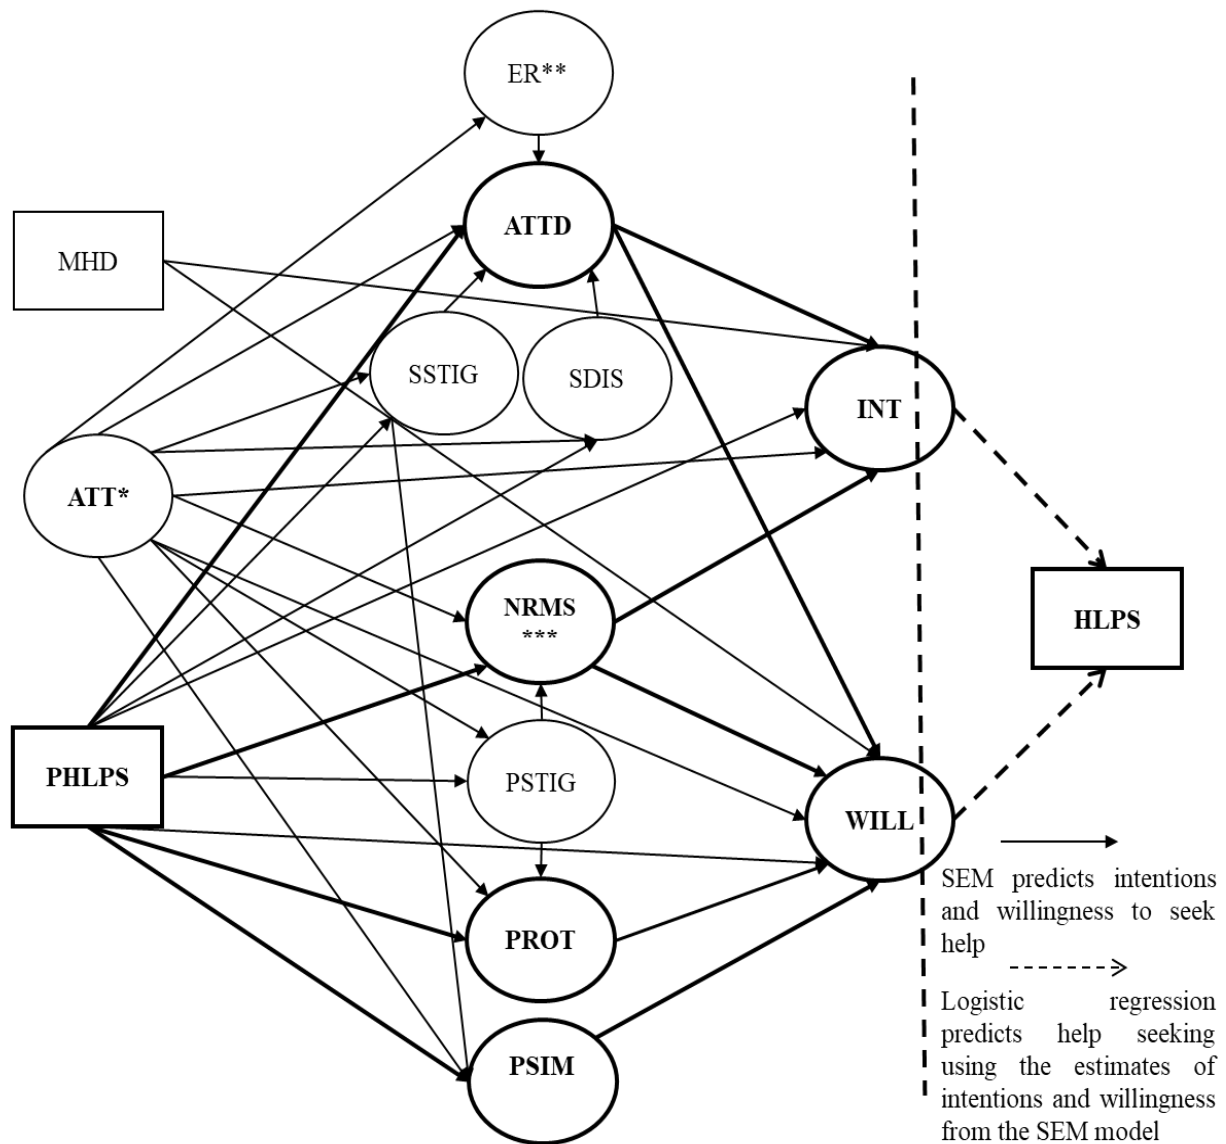 ER**
ATTD
MHD
SSTIG
SDIS
INT
ATT*
NRMS
***
HLPS
PHLPS
PSTIG
WILL
SEM predicts intentions
and willingness to seek
help
PROT
Logistic regression
predicts help seeking
using the estimates of
intentions and willingness
from the SEM model
PSIM